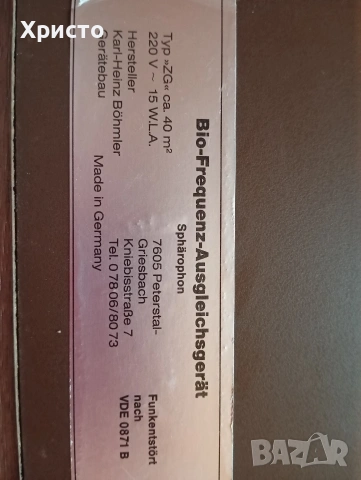 Христо
Bio-Frequenz-Ausgleichsgerät
Sphärophon
Typ »ZG« ca. 40 m²
220 V ~ 15 W.L.A.
Hersteller
Karl-Heinz Böhmler
Gerätebau
7605 Peterstal-
Griesbach
Kniebisstraße 7
Tel. 0 78 06/80 73
Made in Germany
Funkentstört
nach
VDE 0871 B
BAZAR